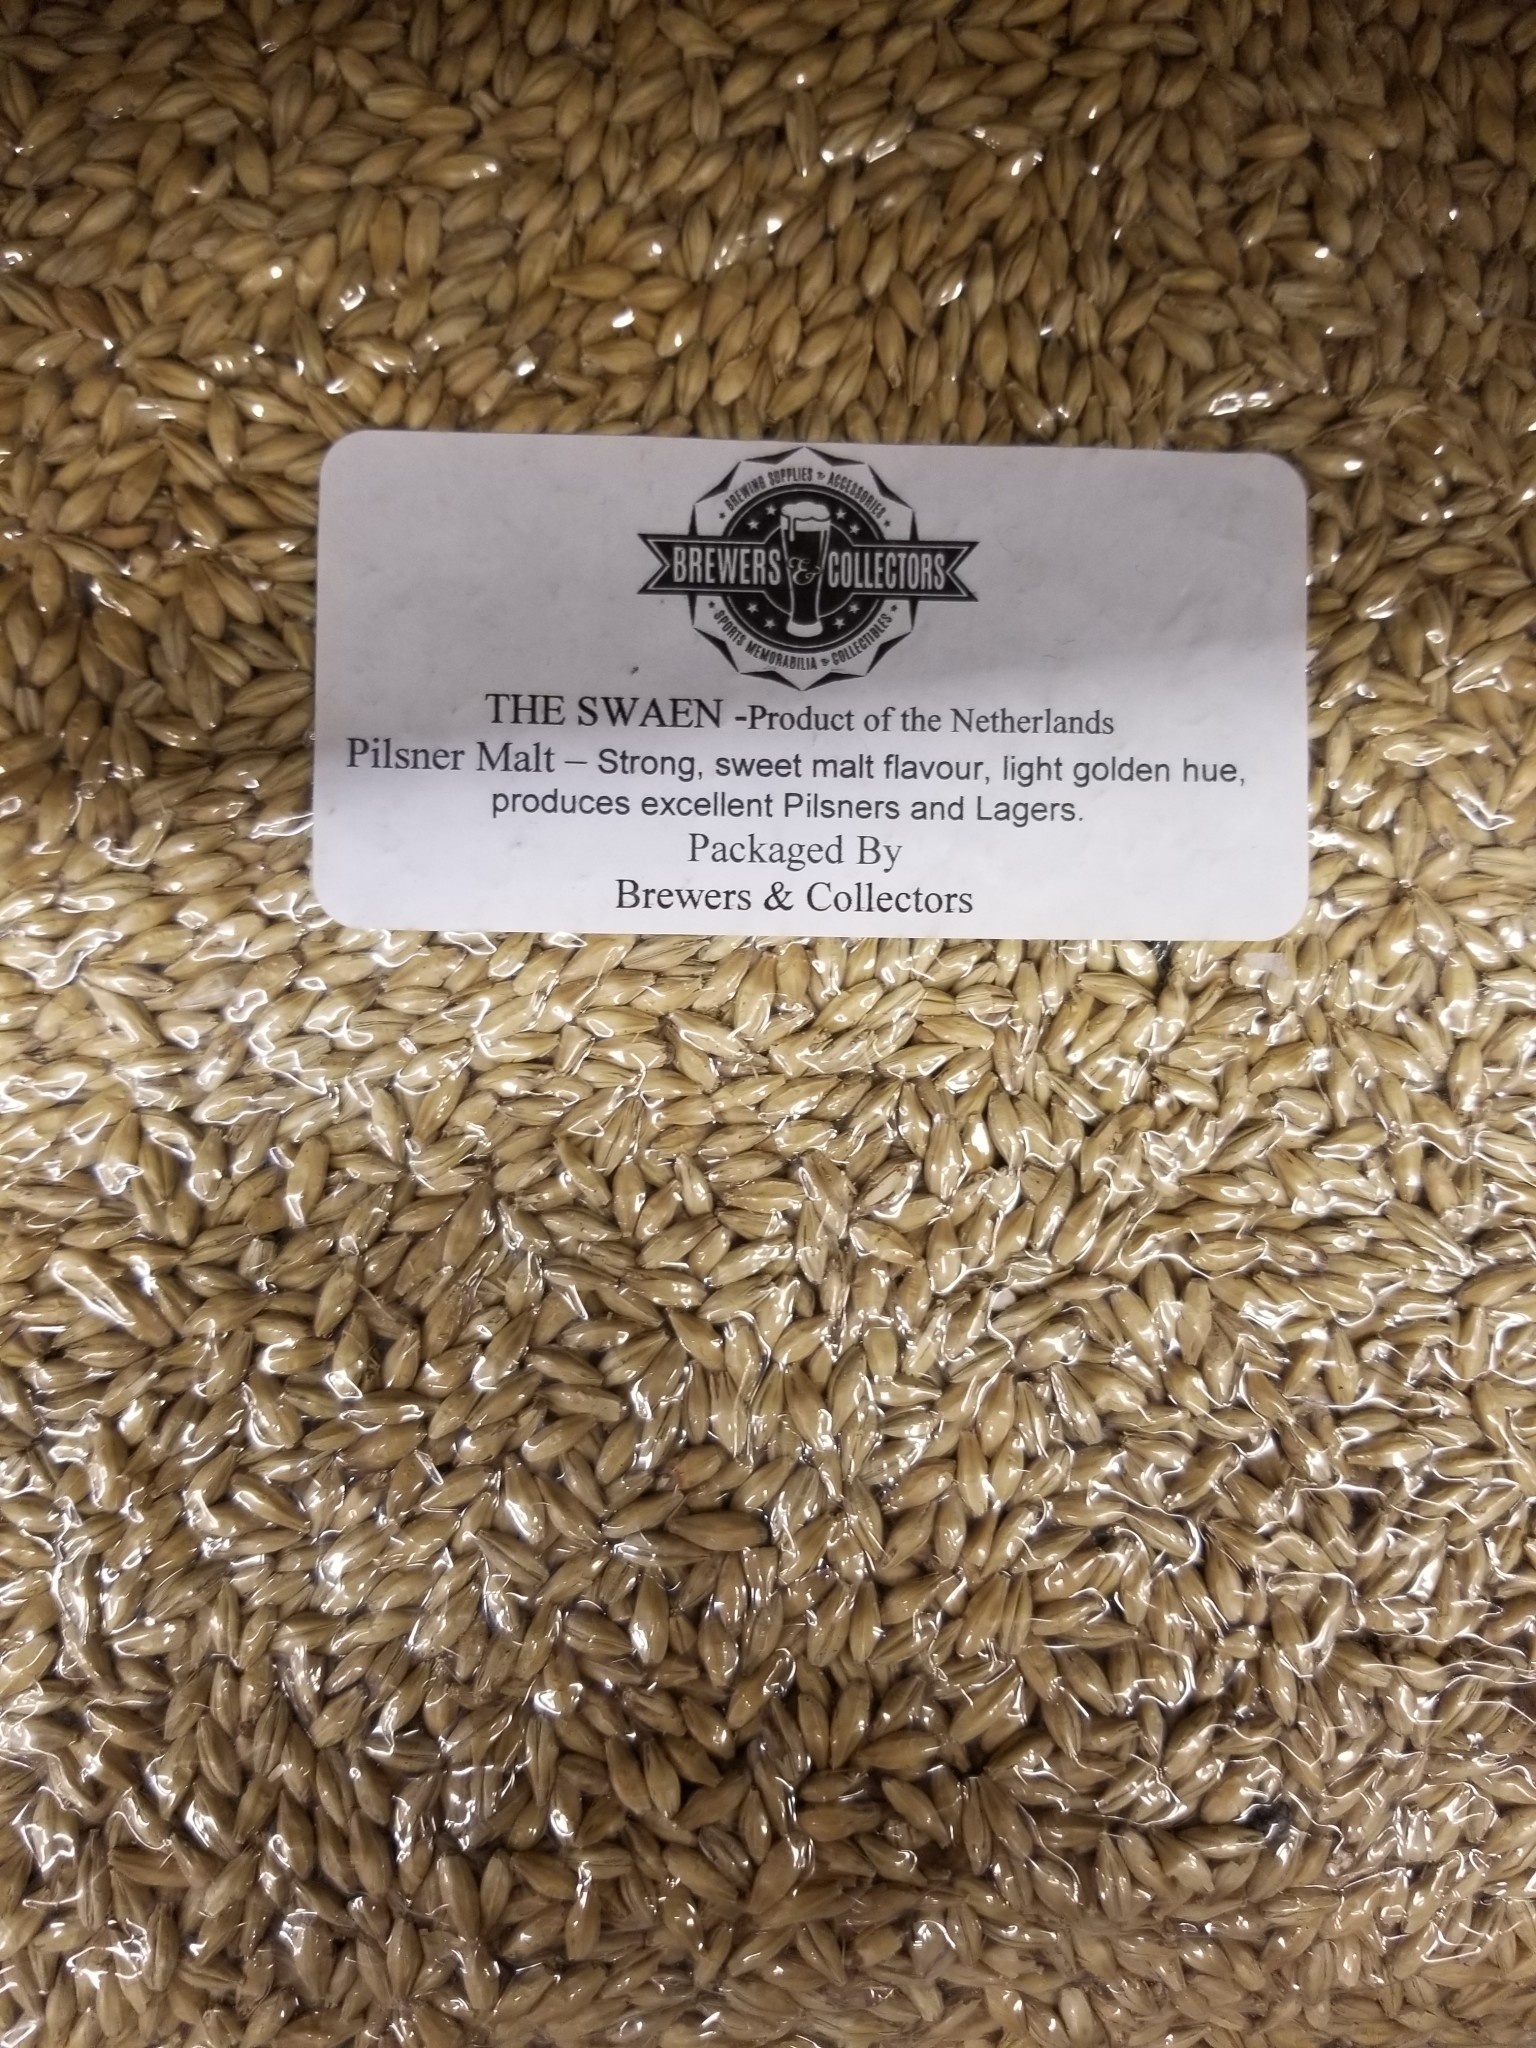 BREWING SUPPLIES & ACCESSORIES
BREWERS & COLLECTORS
SPORTS MEMORABILIA & COLLECTIBLES
THE SWAEN -Product of the Netherlands
Pilsner Malt – Strong, sweet malt flavour, light golden hue,
produces excellent Pilsners and Lagers.
Packaged By
Brewers & Collectors